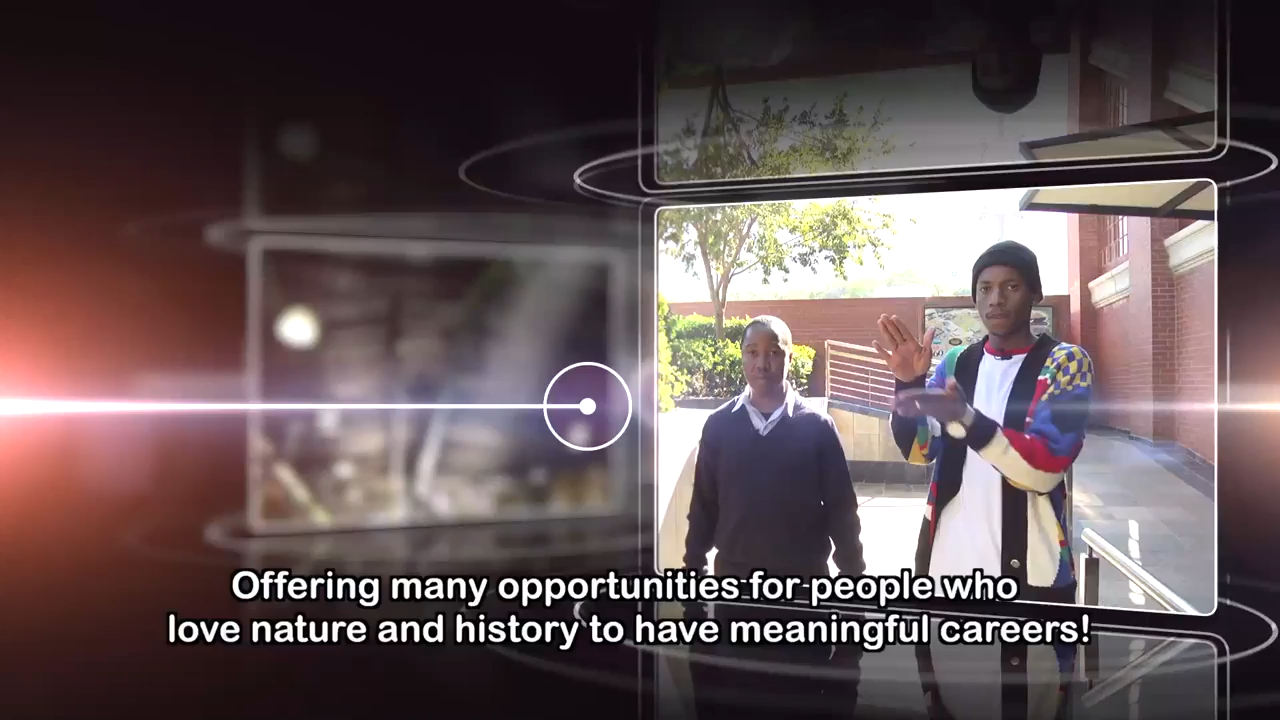 Offering many opportunities for people who
love nature and history to have meaningful careers!